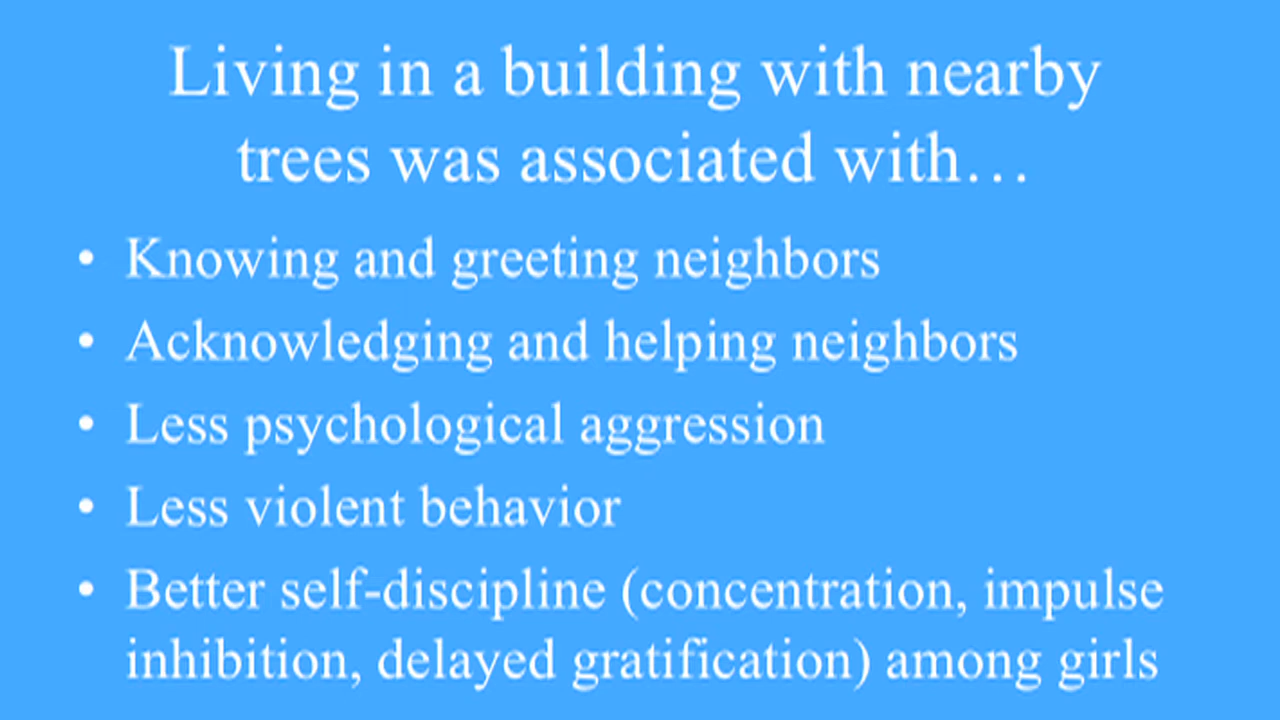 Living in a building with nearby
trees was associated with…
• Knowing and greeting neighbors
• Acknowledging and helping neighbors
• Less psychological aggression
• Less violent behavior
• Better self-discipline (concentration, impulse
inhibition, delayed gratification) among girls